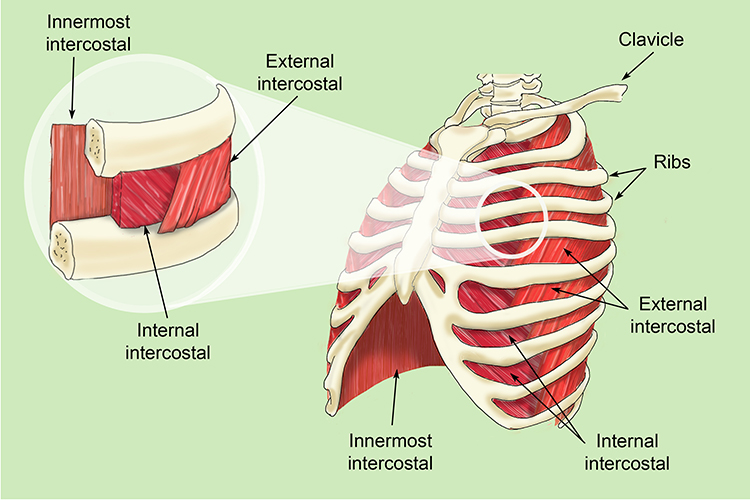 Innermost
intercostal
External
intercostal
Clavicle
Ribs
External
intercostal
Internal
intercostal
Innermost
intercostal
Internal
intercostal